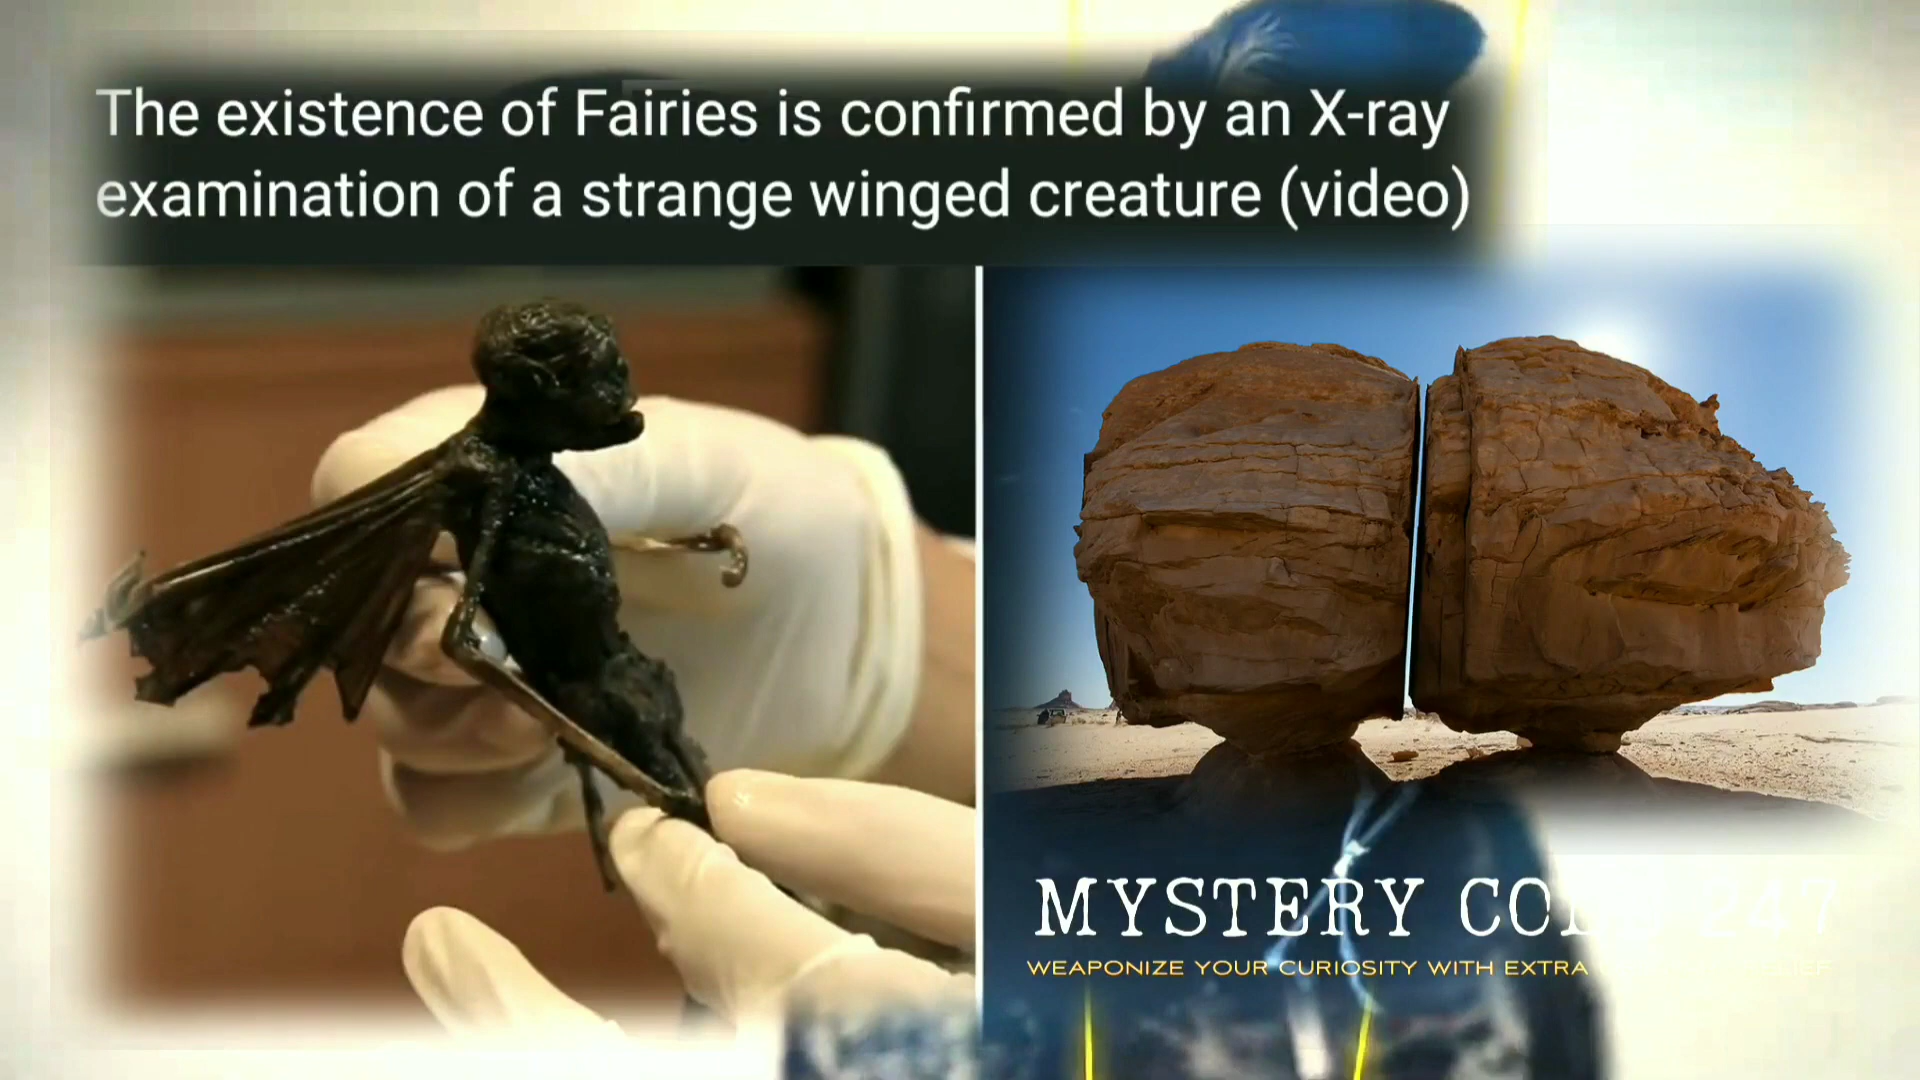 The existence of Fairies is confirmed by an X-ray
examination of a strange winged creature (video)
MYSTERY 247
WEAPONIZE YOUR CURIOSITY WITH EXTRA